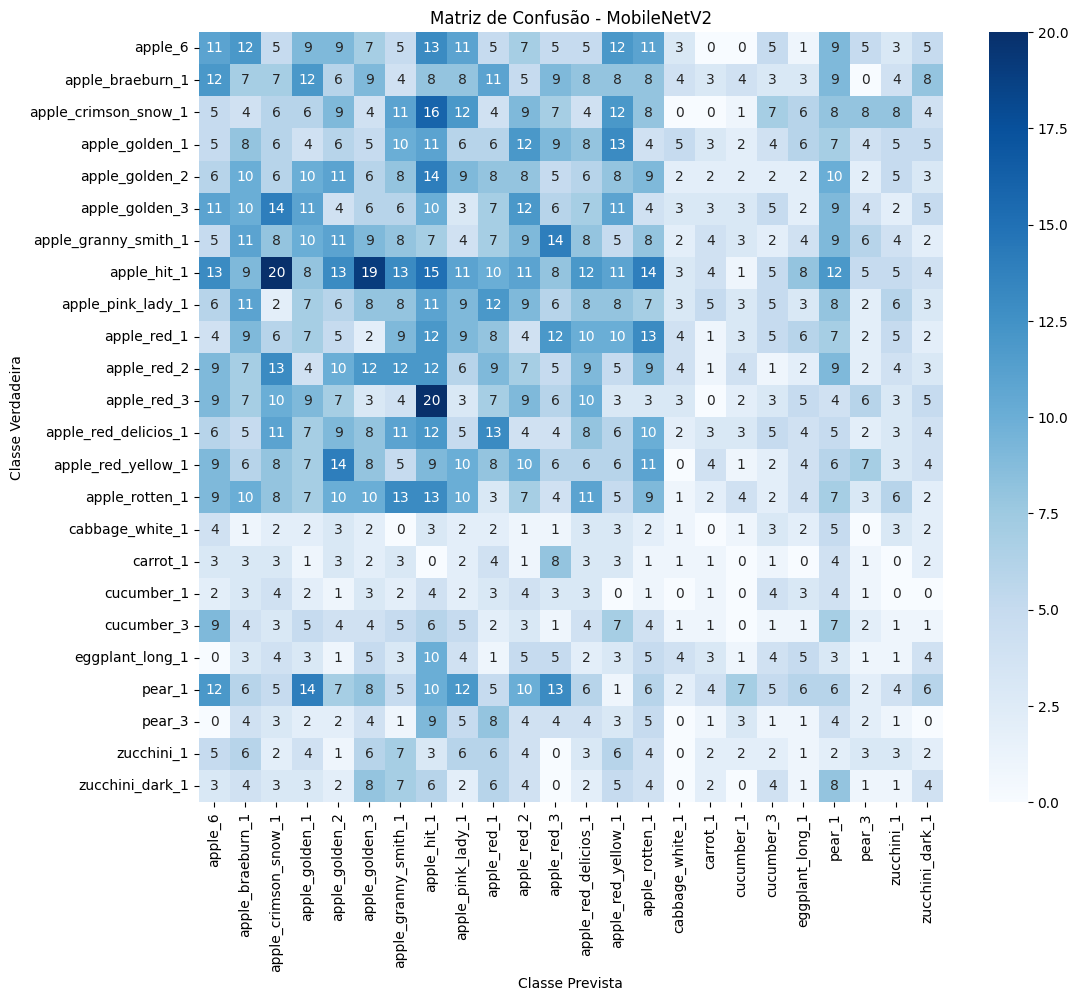 Matriz de Confusão - MobileNetV2
Classe Verdadeira
apple_6 11 12 5 9 9 7 5 13 11 5 7 5 5 12 11 3 0 0 5 1 9 5 3 5
apple_braeburn_1 12 7 7 12 6 9 4 8 8 11 5 9 8 8 8 4 3 4 3 3 9 0 4 8
apple_crimson_snow_1 5 4 6 6 9 4 11 16 12 4 9 7 4 12 8 0 0 1 7 6 8 8 8 4
apple_golden_1 5 8 6 4 6 5 10 11 6 6 12 9 8 13 4 5 3 2 4 6 7 4 5 5
apple_golden_2 6 10 6 10 11 6 8 14 9 8 8 5 6 8 9 2 2 2 2 2 10 2 5 3
apple_golden_3 11 10 14 11 4 6 6 10 3 7 12 6 7 11 4 3 3 3 5 2 9 4 2 5
apple_granny_smith_1 5 11 8 10 11 9 8 7 4 7 9 14 8 5 8 2 4 3 2 4 9 6 4 2
apple_hit_1 13 9 20 8 13 19 13 15 11 10 11 8 12 11 14 3 4 1 5 8 12 5 5 4
apple_pink_lady_1 6 11 2 7 6 8 8 11 9 12 9 6 8 8 7 3 5 3 5 3 8 2 6 3
apple_red_1 4 9 6 7 5 2 9 12 9 8 4 12 10 10 13 4 1 3 5 6 7 2 5 2
apple_red_2 9 7 13 4 10 12 12 12 6 9 7 5 9 5 9 4 1 4 1 2 9 2 4 3
apple_red_3 9 7 10 9 7 3 4 20 3 7 9 6 10 3 3 3 0 2 3 5 4 6 3 5
apple_red_delicios_1 6 5 11 7 9 8 11 12 5 13 4 4 8 6 10 2 3 3 5 4 5 2 3 4
apple_red_yellow_1 9 6 8 7 14 8 5 9 10 8 10 6 6 6 11 0 4 1 2 4 6 7 3 4
apple_rotten_1 9 10 8 7 10 10 13 13 10 3 7 4 11 5 9 1 2 4 2 4 7 3 6 2
cabbage_white_1 4 1 2 2 3 2 0 3 2 2 1 1 3 3 2 1 0 1 3 2 5 0 3 2
carrot_1 3 3 3 1 3 2 3 0 2 4 1 8 3 3 1 1 1 0 1 0 4 1 0 2
cucumber_1 2 3 4 2 1 3 2 4 2 3 4 3 3 0 1 0 1 0 4 3 4 1 0 0
cucumber_3 9 4 3 5 4 4 5 6 5 2 3 1 4 7 4 1 1 0 1 1 7 2 1 1
eggplant_long_1 0 3 4 3 1 5 3 10 4 1 5 5 2 3 5 4 3 1 4 5 3 1 1 4
pear_1 12 6 5 14 7 8 5 10 12 5 10 13 6 1 6 2 4 7 5 6 6 2 4 6
pear_3 0 4 3 2 2 4 1 9 5 8 4 4 4 3 5 0 1 3 1 1 4 2 1 0
zucchini_1 5 6 2 4 1 6 7 3 6 6 4 0 3 6 4 0 2 2 2 1 2 3 3 2
zucchini_dark_1 3 4 3 3 2 8 7 6 2 6 4 0 2 5 4 0 2 0 4 1 8 1 1 4
apple_6
apple_braeburn_1
apple_crimson_snow_1
apple_golden_1
apple_golden_2
apple_golden_3
apple_granny_smith_1
apple_hit_1
apple_pink_lady_1
apple_red_1
apple_red_2
apple_red_3
apple_red_delicios_1
apple_red_yellow_1
apple_rotten_1
cabbage_white_1
carrot_1
cucumber_1
cucumber_3
eggplant_long_1
pear_1
pear_3
zucchini_1
zucchini_dark_1
Classe Prevista
20.0
17.5
15.0
12.5
10.0
7.5
5.0
2.5
0.0